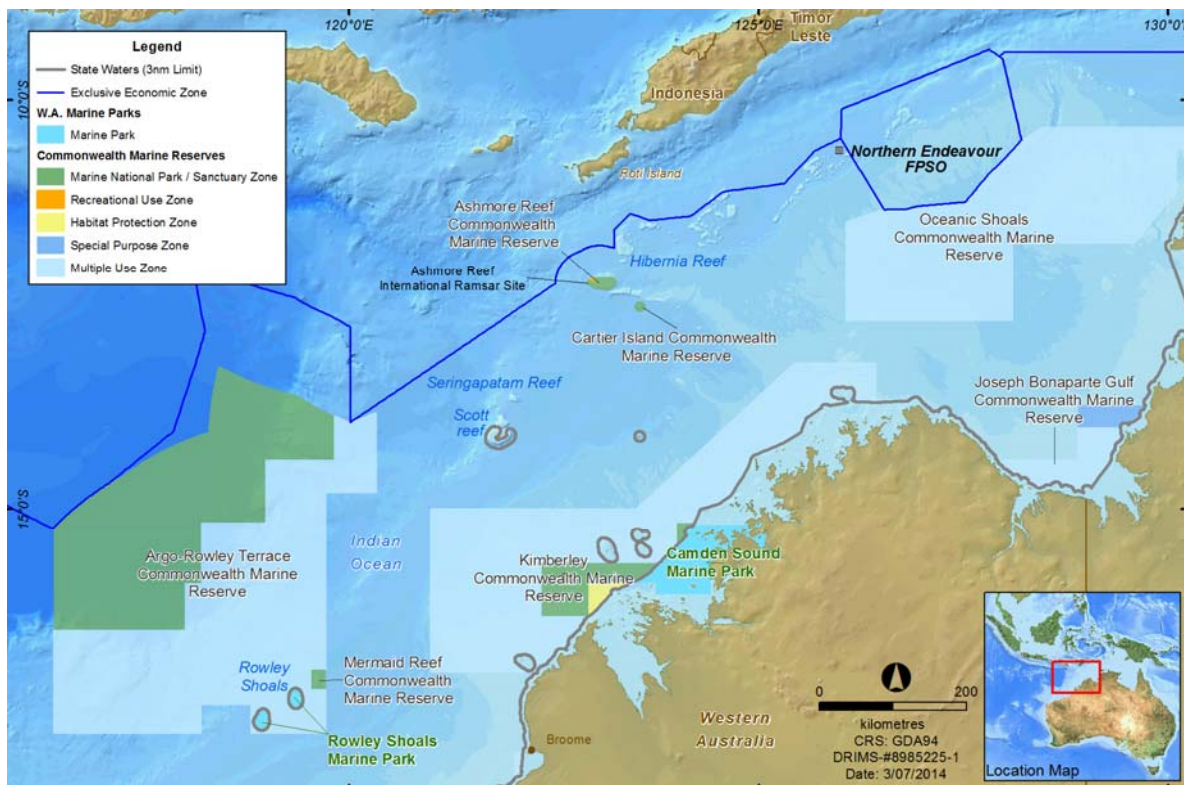 120°0'E
125°0'E
130°0'
Timor
Leste
Legend
State Waters (3nm Limit)
Exclusive Economic Zone
W.A. Marine Parks
Marine Park
Commonwealth Marine Reserves
Marine National Park / Sanctuary Zone
Recreational Use Zone
Habitat Protection Zone
Special Purpose Zone
Multiple Use Zone
10°0'S
Indonesia
Northern Endeavour
FPSO
Roti Island
Ashmore Reef
Commonwealth
Marine Reserve
Oceanic Shoals
Commonwealth Marine
Reserve
Hibernia Reef
Ashmore Reef
International Ramsar Site
Cartier Island Commonwealth
Marine Reserve
Seringapatam Reef
Scott
reef
Joseph Bonaparte Gulf
Commonwealth Marine
Reserve
15°0'S
Indian
Ocean
Argo-Rowley Terrace
Commonwealth Marine
Reserve
Kimberley
Commonwealth Marine
Reserve
Camden Sound
Marine Park
Rowley
Shoals
Mermaid Reef
Commonwealth
Marine Reserve
Rowley Shoals
Marine Park
Broome
Western
Australia
0 200
kilometres
CRS: GDA94
DRIMS-#8985225-1
Date: 3/07/2014
Location Map